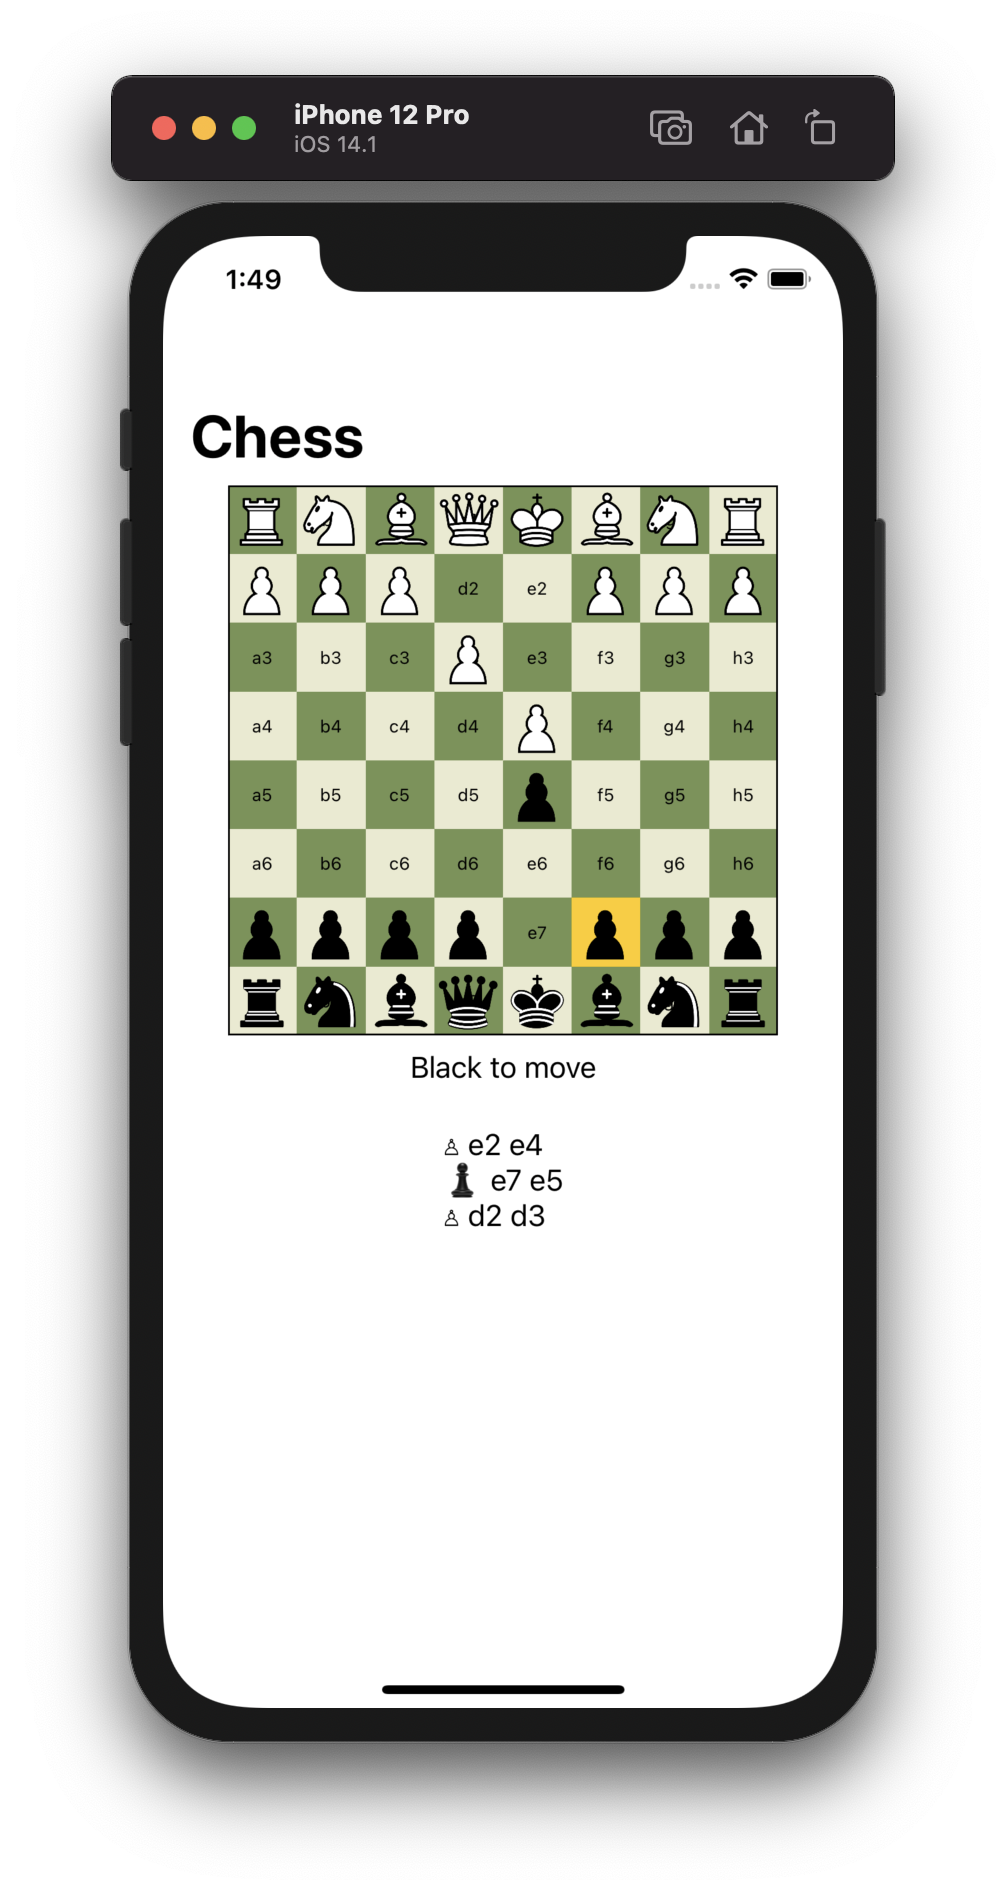 iPhone 12 Pro
iOS 14.1
1:49
Chess
d2 e2
a3 b3 c3 e3 f3 g3 h3
a4 b4 c4 d4 f4 g4 h4
a5 b5 c5 d5 f5 g5 h5
a6 b6 c6 d6 e6 f6 g6 h6
e7
Black to move
♙ e2 e4
♟ e7 e5
♙ d2 d3